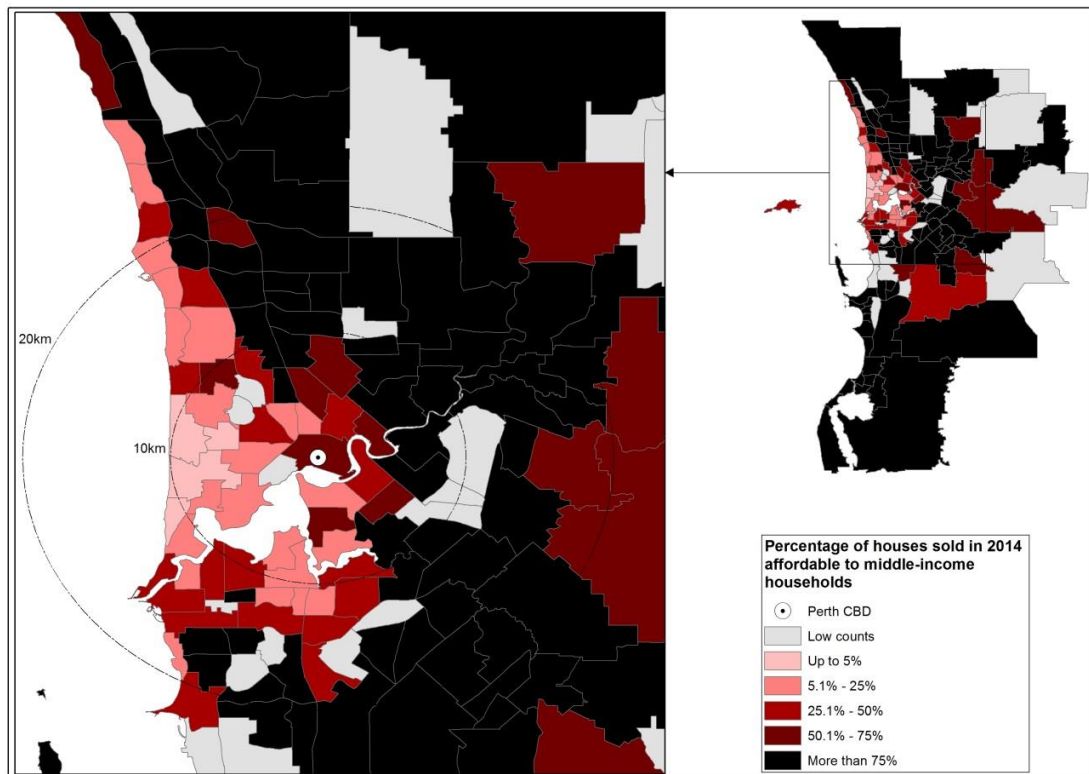 20km
10km
Percentage of houses sold in 2014
affordable to middle-income
households
Perth CBD
Low counts
Up to 5%
5.1% - 25%
25.1% - 50%
50.1% - 75%
More than 75%